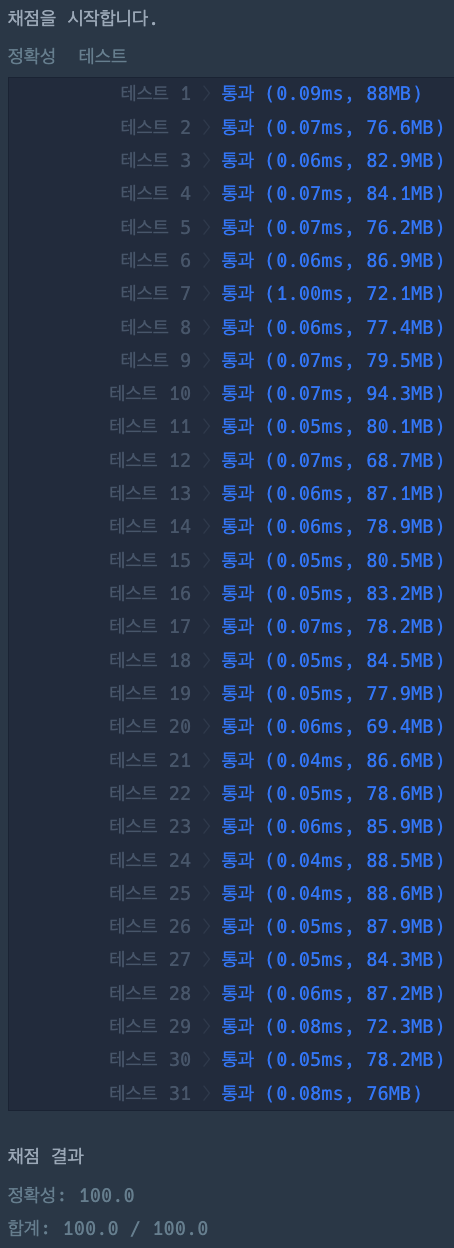 채점을 시작합니다.
정확성 테스트
테스트 1 〉 통과 (0.09ms, 88MB)
테스트 2 〉 통과 (0.07ms, 76.6MB)
테스트 3 〉 통과 (0.06ms, 82.9MB)
테스트 4 〉 통과 (0.07ms, 84.1MB)
테스트 5 〉 통과 (0.07ms, 76.2MB)
테스트 6 〉 통과 (0.06ms, 86.9MB)
테스트 7 〉 통과 (1.00ms, 72.1MB)
테스트 8 〉 통과 (0.06ms, 77.4MB)
테스트 9 〉 통과 (0.07ms, 79.5MB)
테스트 10 〉 통과 (0.07ms, 94.3MB)
테스트 11 〉 통과 (0.05ms, 80.1MB)
테스트 12 〉 통과 (0.07ms, 68.7MB)
테스트 13 〉 통과 (0.06ms, 87.1MB)
테스트 14 〉 통과 (0.06ms, 78.9MB)
테스트 15 〉 통과 (0.05ms, 80.5MB)
테스트 16 〉 통과 (0.05ms, 83.2MB)
테스트 17 〉 통과 (0.07ms, 78.2MB)
테스트 18 〉 통과 (0.05ms, 84.5MB)
테스트 19 〉 통과 (0.05ms, 77.9MB)
테스트 20 〉 통과 (0.06ms, 69.4MB)
테스트 21 〉 통과 (0.04ms, 86.6MB)
테스트 22 〉 통과 (0.05ms, 78.6MB)
테스트 23 〉 통과 (0.06ms, 85.9MB)
테스트 24 〉 통과 (0.04ms, 88.5MB)
테스트 25 〉 통과 (0.04ms, 88.6MB)
테스트 26 〉 통과 (0.05ms, 87.9MB)
테스트 27 〉 통과 (0.05ms, 84.3MB)
테스트 28 〉 통과 (0.06ms, 87.2MB)
테스트 29 〉 통과 (0.08ms, 72.3MB)
테스트 30 〉 통과 (0.05ms, 78.2MB)
테스트 31 〉 통과 (0.08ms, 76MB)
채점 결과
정확성: 100.0
합계: 100.0 / 100.0